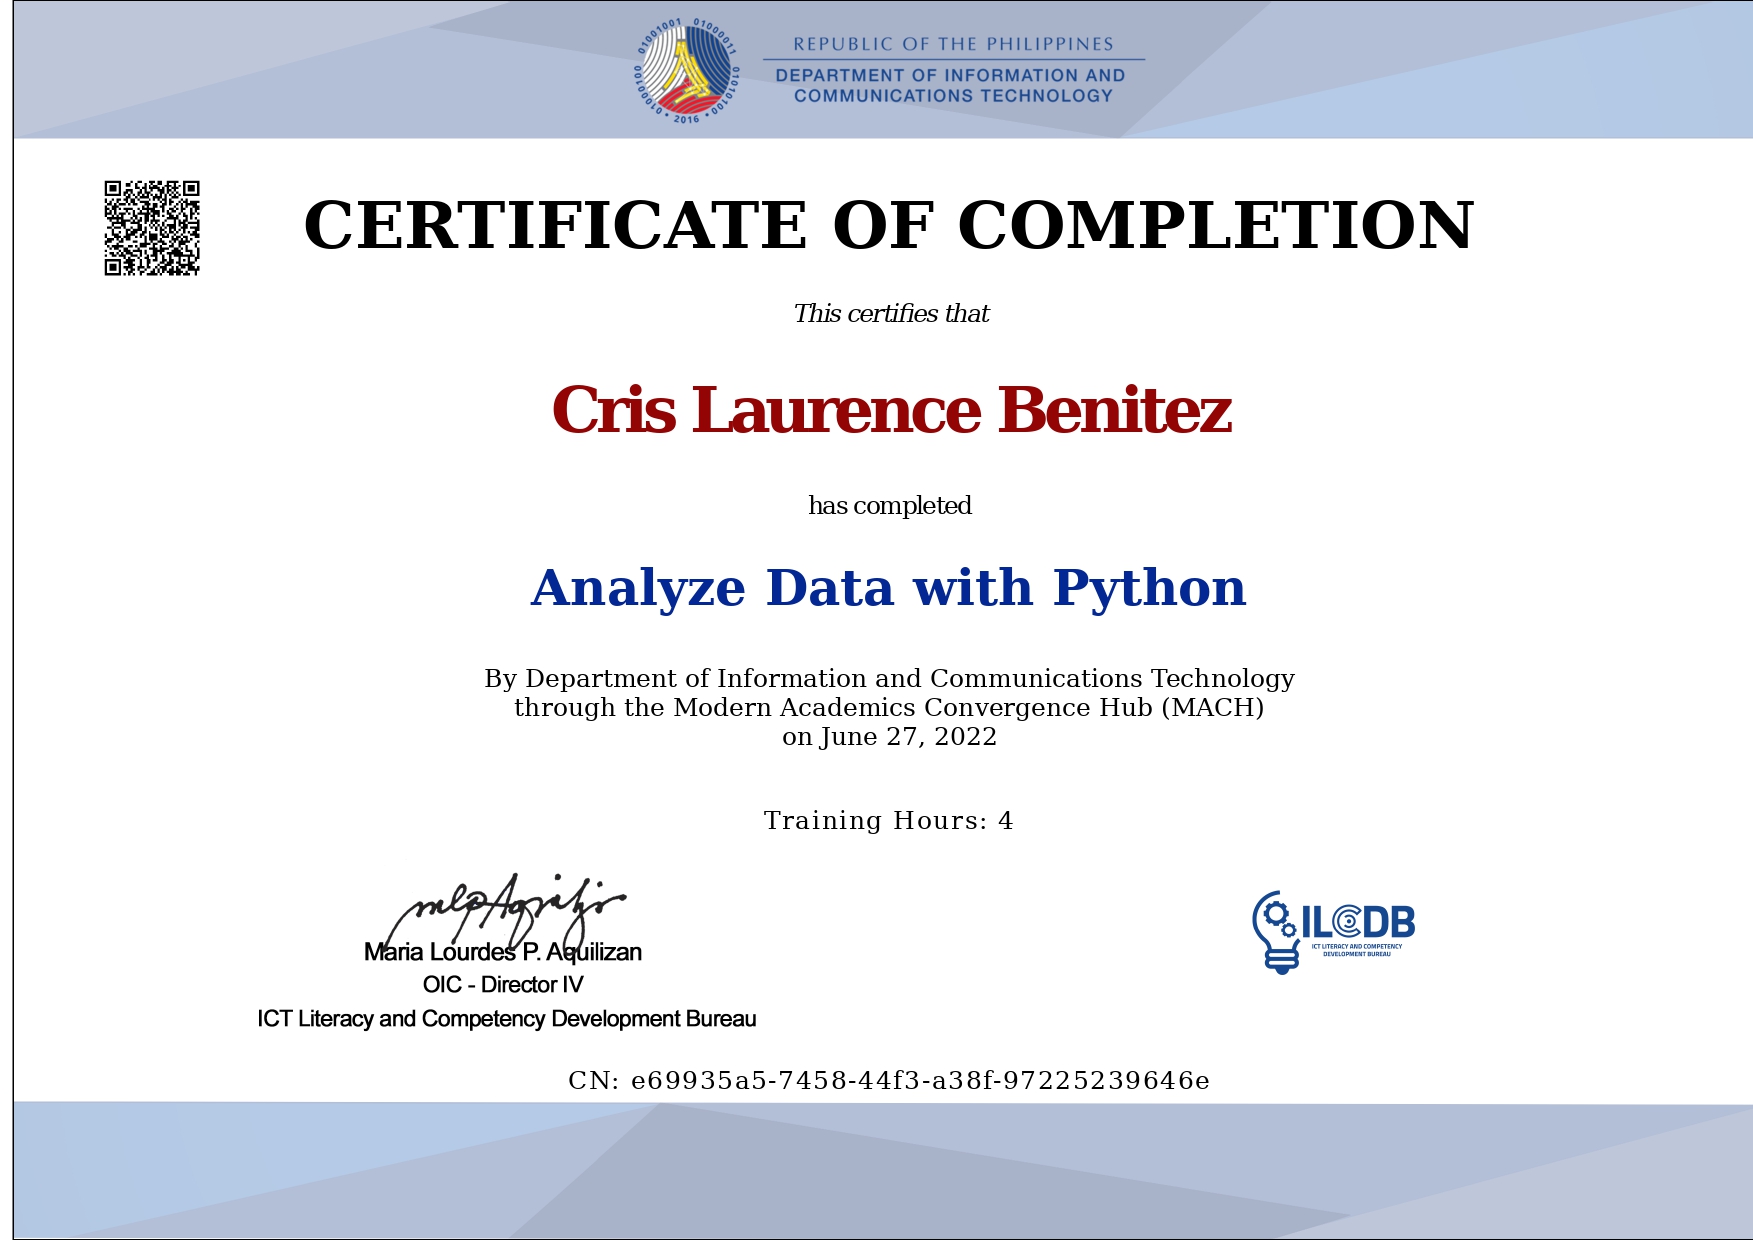 01001001 01000011 01010100 01000100 • 2016 •
REPUBLIC OF THE PHILIPPINES
DEPARTMENT OF INFORMATION AND
COMMUNICATIONS TECHNOLOGY
CERTIFICATE OF COMPLETION
This certifies that
Cris Laurence Benitez
has completed
Analyze Data with Python
By Department of Information and Communications Technology
through the Modern Academics Convergence Hub (MACH)
on June 27, 2022
Training Hours: 4
Maria Lourdes P. Aquilizan
OIC - Director IV
ICT Literacy and Competency Development Bureau
ILCDB
ICT LITERACY AND COMPETENCY
DEVELOPMENT BUREAU
CN: e69935a5-7458-44f3-a38f-97225239646e